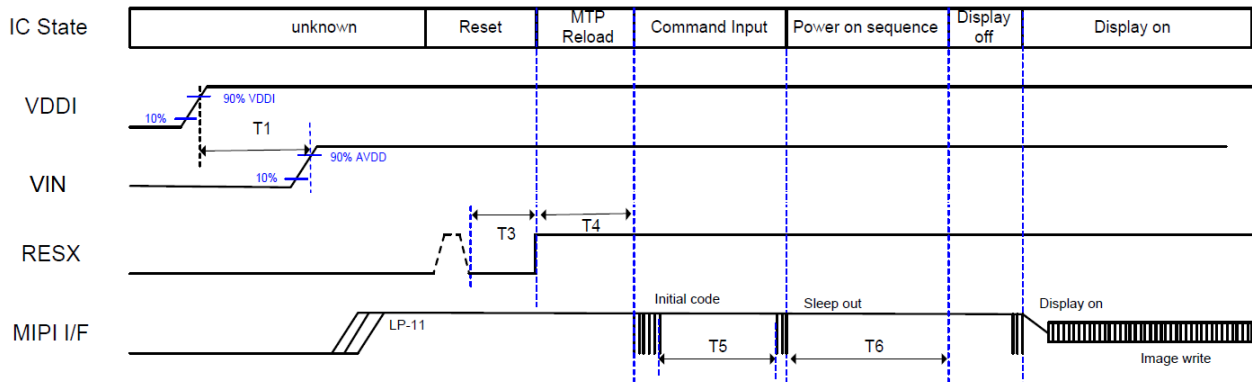 IC State
unknown
Reset
MTP
Reload
Command Input
Power on sequence
Display
off
Display on
VDDI
90% VDDI
10%
T1
VIN
90% AVDD
10%
RESX
T3
T4
MIPI I/F
LP-11
Initial code
T5
Sleep out
T6
Display on
Image write